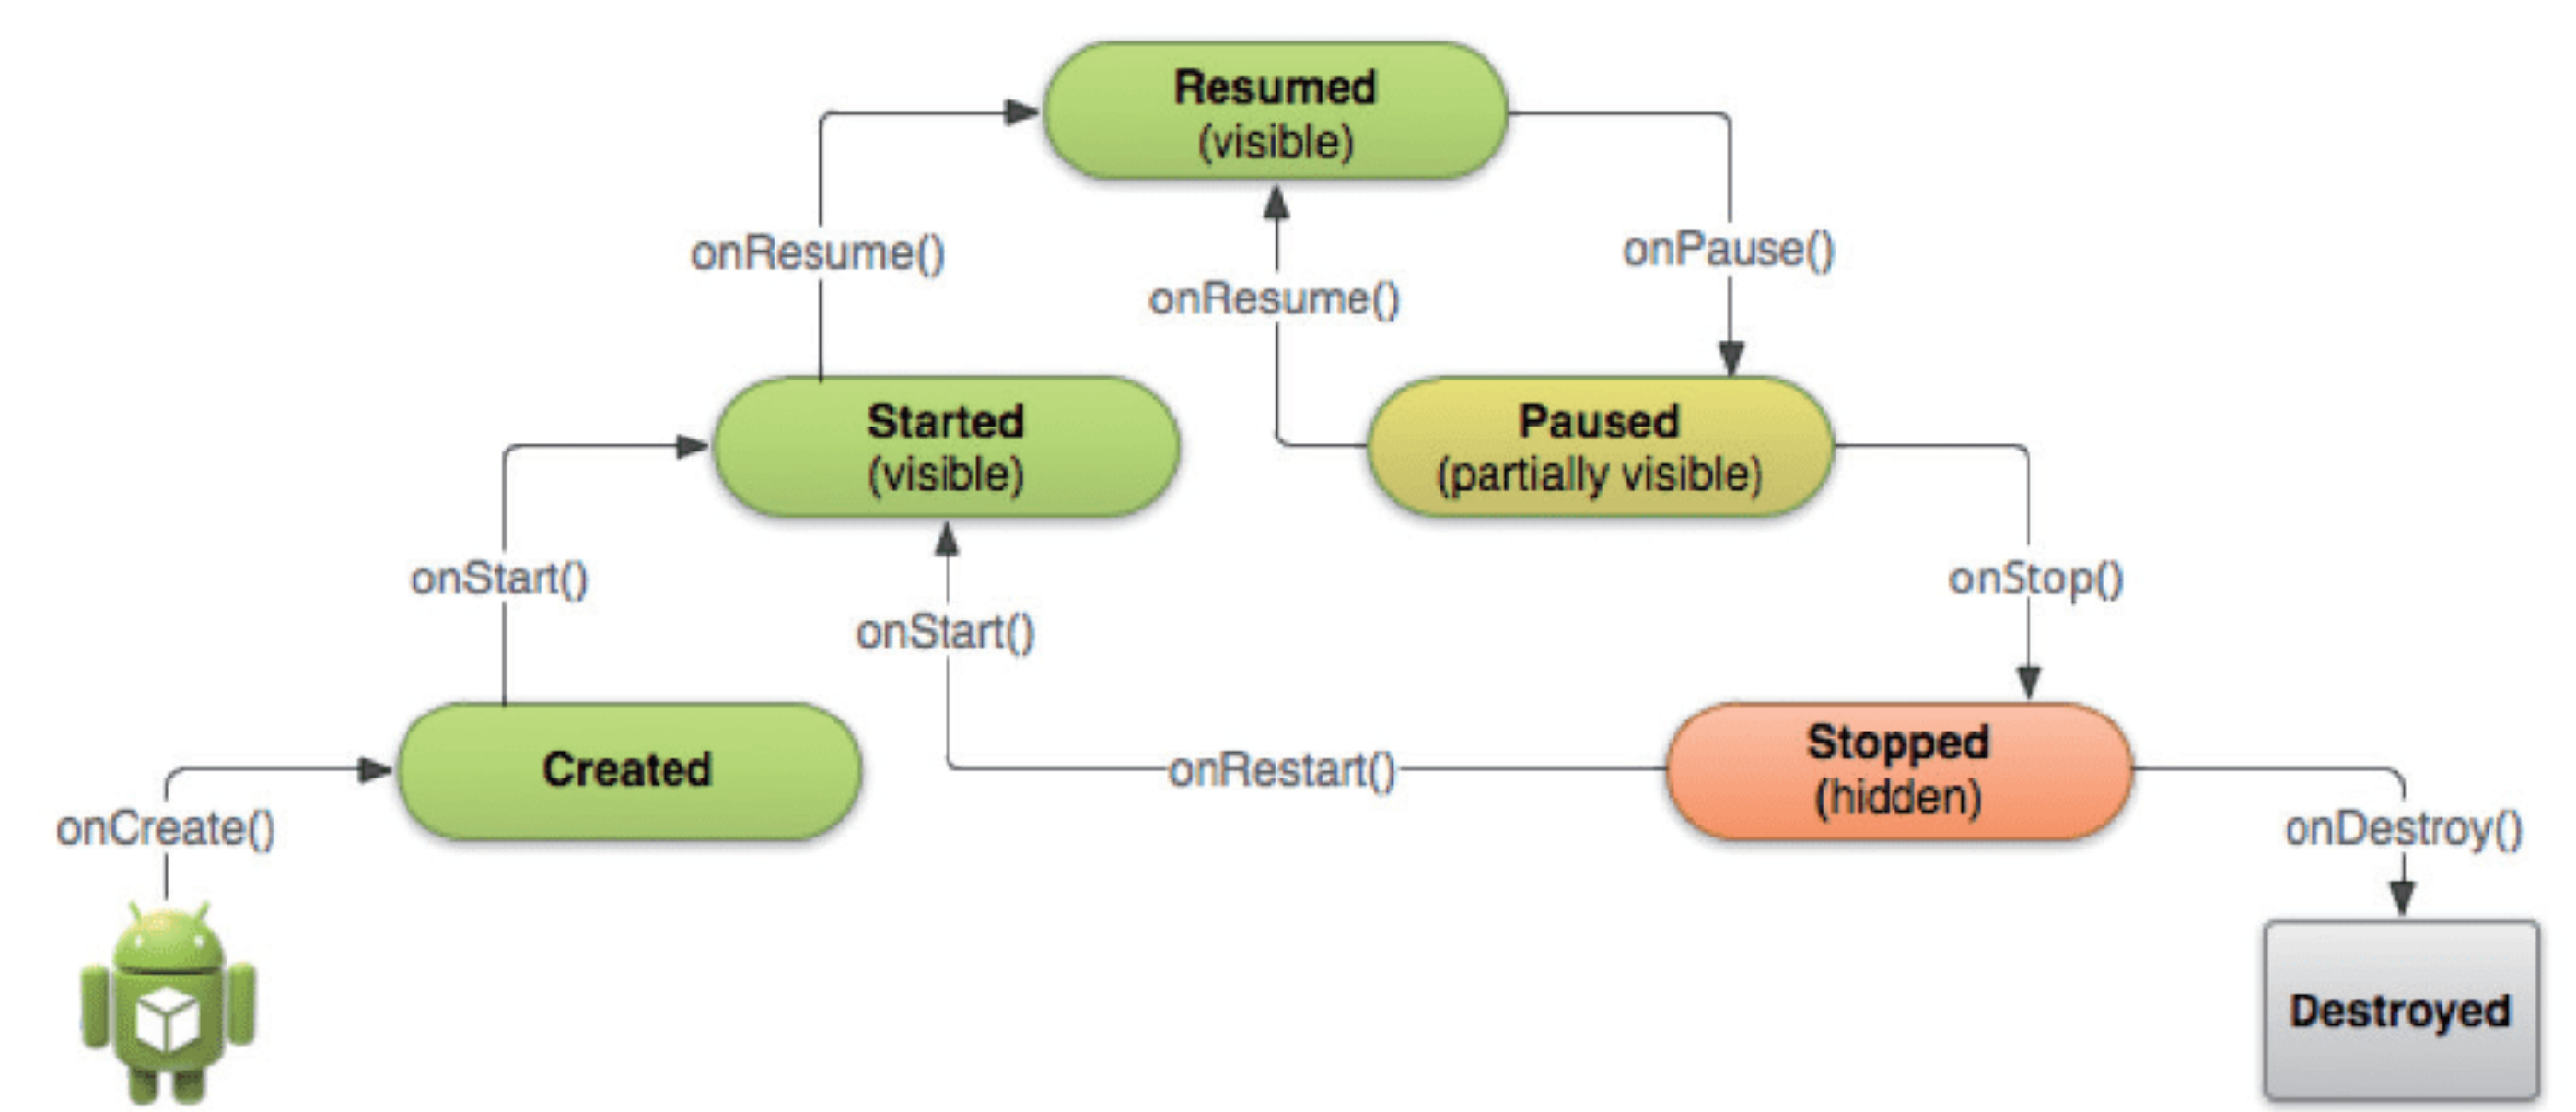 Resumed
(visible)
onResume()
onPause()
onResume()
Started
(visible)
Paused
(partially visible)
onStart()
onStop()
onStart()
Created
onRestart()
Stopped
(hidden)
onCreate()
onDestroy()
Destroyed